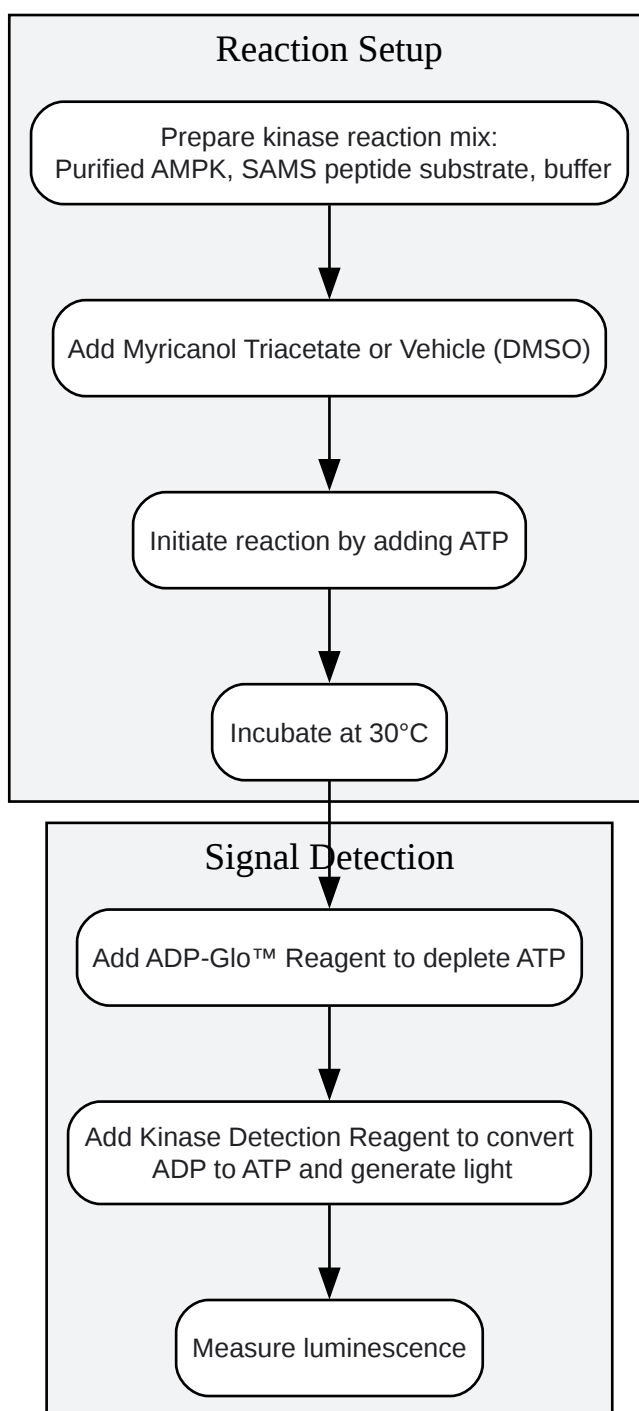 Reaction Setup
Prepare kinase reaction mix:
Purified AMPK, SAMS peptide substrate, buffer
Add Myricanol Triacetate or Vehicle (DMSO)
Initiate reaction by adding ATP
Incubate at 30°C
Signal Detection
Add ADP-Glo™ Reagent to deplete ATP
Add Kinase Detection Reagent to convert
ADP to ATP and generate light
Measure luminescence